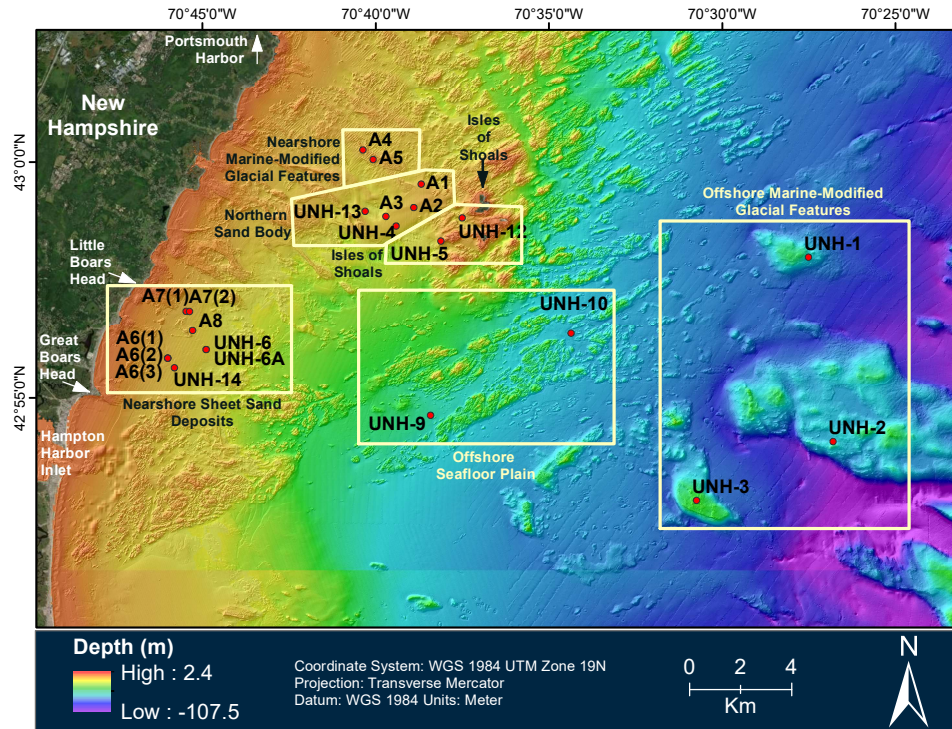 70°45'0"W
70°40'0"W
70°35'0"W
70°30'0"W
70°25'0"W
Portsmouth
Harbor
New
Hampshire
43°0'0"N
A4
A5
Nearshore
Marine-Modified
Glacial Features
Isles
of
Shoals
A1
A2
A3
UNH-13
UNH-4
Northern
Sand Body
UNH-12
UNH-5
Isles of
Shoals
Offshore Marine-Modified
Glacial Features
UNH-1
Little
Boars
Head
A7(1)
A7(2)
A8
A6(1)
A6(2)
A6(3)
UNH-6
UNH-6A
UNH-14
Great
Boars
Head
Nearshore Sheet Sand
Deposits
UNH-10
UNH-9
Offshore
Seafloor Plain
42°55'0"N
UNH-2
UNH-3
Hampton
Harbor
Inlet
Depth (m)
High : 2.4
Low : -107.5
Coordinate System: WGS 1984 UTM Zone 19N
Projection: Transverse Mercator
Datum: WGS 1984 Units: Meter
0 2 4
Km
N